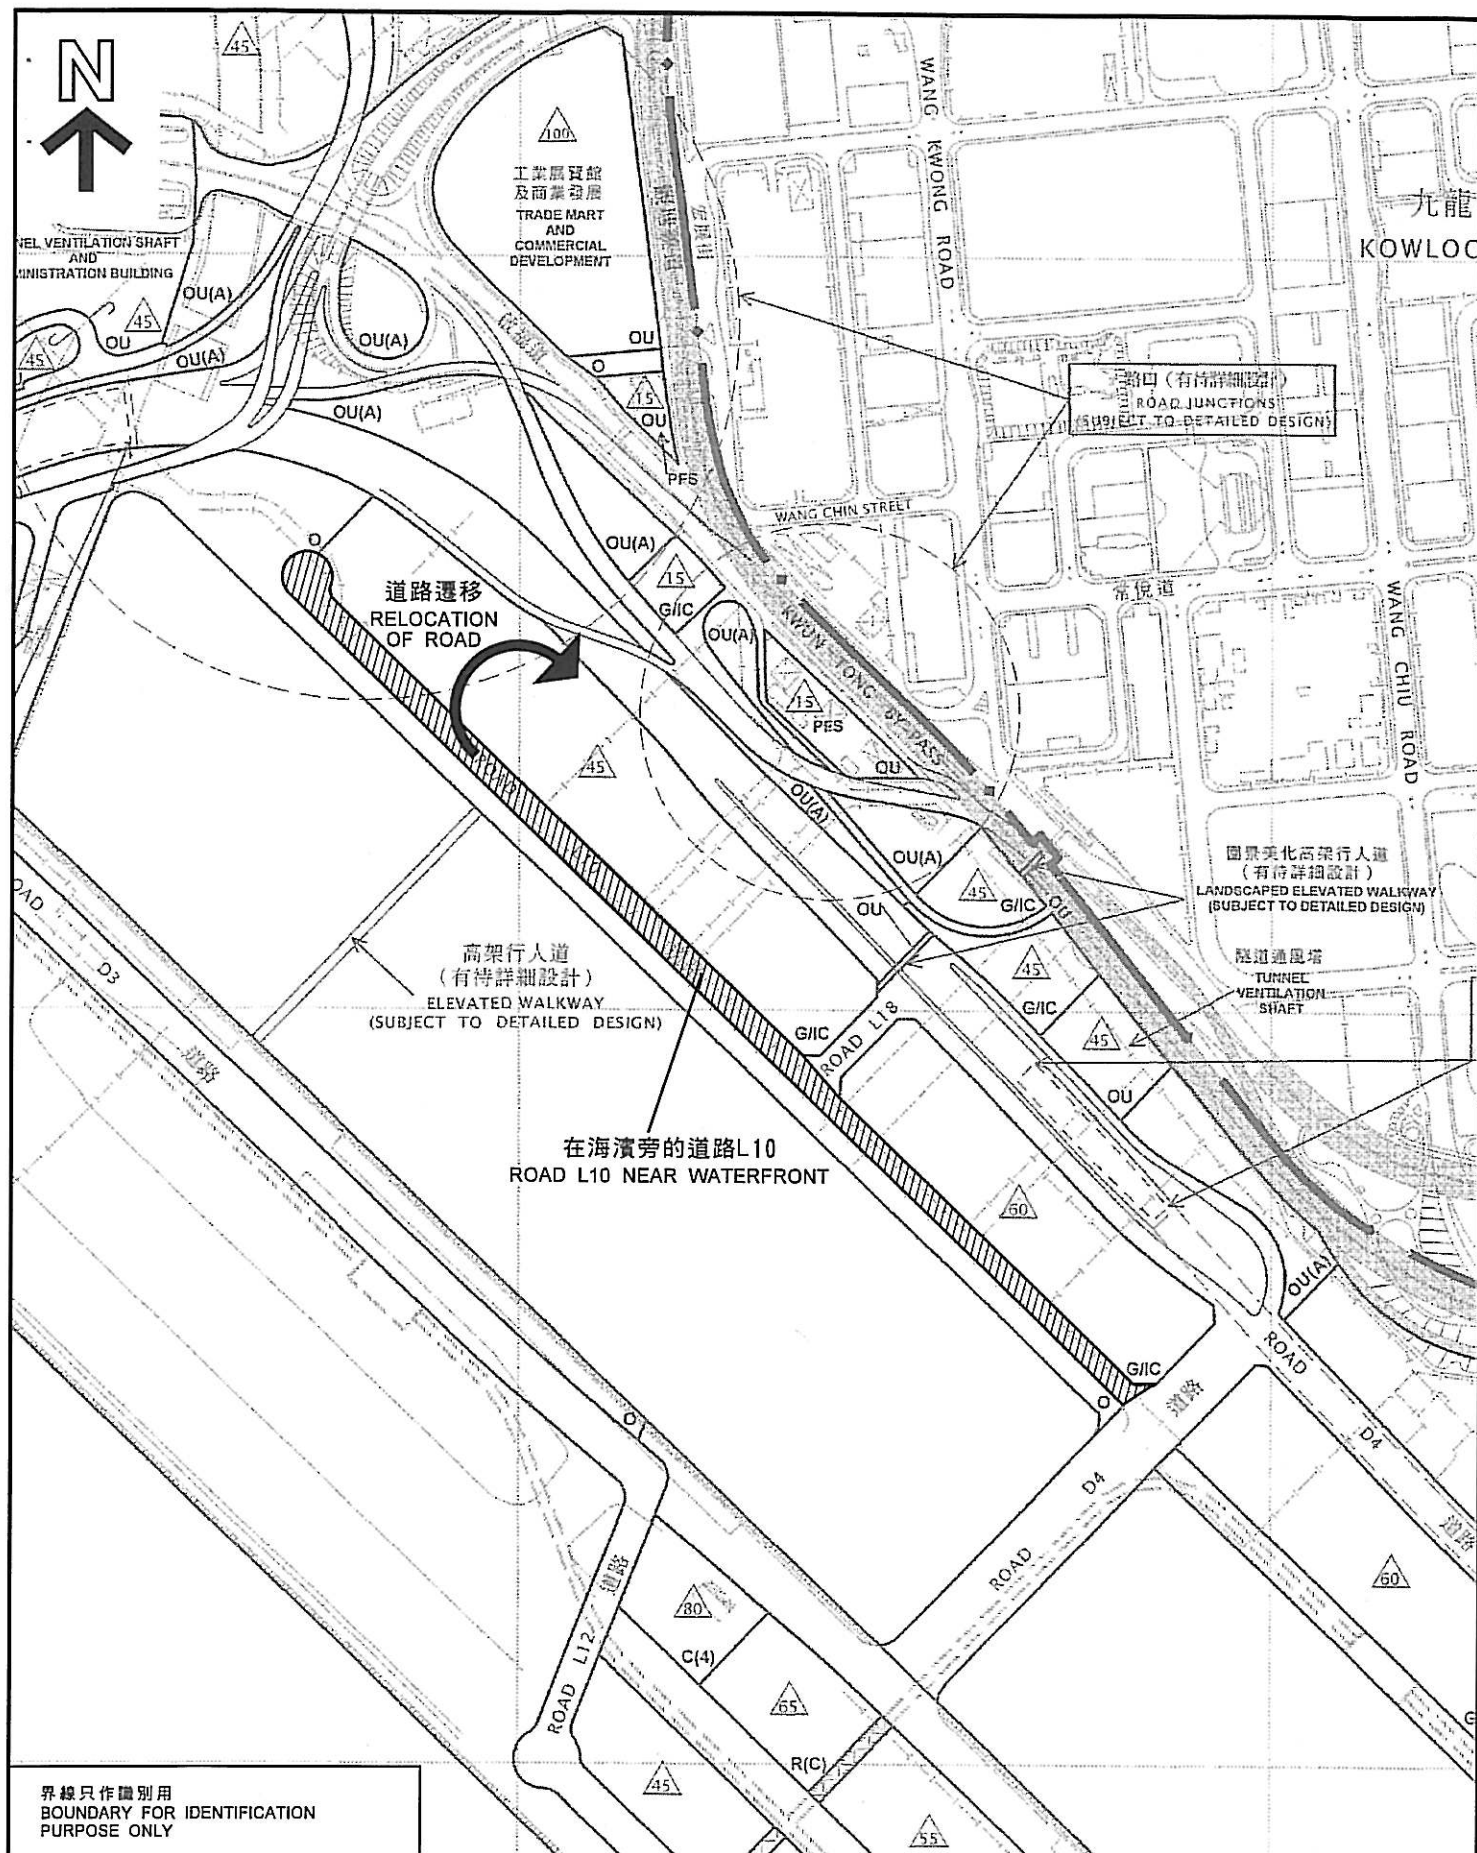 N
45
100
工業展貿館
及商業發展
TRADE MART
AND
COMMERCIAL
DEVELOPMENT
WANG KWONG ROAD
九龍
KOWLOO
NEL VENTILATION SHAFT
AND
MINISTRATION BUILDING
OU(A)
45
OU
45
OU(A)
OU(A)
OU
O
15
OU
OU(A)
路口（有待詳細設計）
ROAD JUNCTIONS
(SUBJECT TO DETAILED DESIGN)
PFS
WANG CHIN STREET
O
OU(A)
15
G/IC
道路遷移
RELOCATION
OF ROAD
常悅道
WANG CHIU ROAD
OU(A)
KWUN TONG BY-PASS
15
PFS
45
OU
OU(A)
OU(A)
45
G/IC
OU
OU
園景美化高架行人道
（有待詳細設計）
LANDSCAPED ELEVATED WALKWAY
(SUBJECT TO DETAILED DESIGN)
ROAD D3
道路
高架行人道
（有待詳細設計）
ELEVATED WALKWAY
(SUBJECT TO DETAILED DESIGN)
45
G/IC
隧道通風塔
TUNNEL
VENTILATION
SHAFT
G/IC
ROAD L18
45
OU
在海濱旁的道路L10
ROAD L10 NEAR WATERFRONT
60
OU(A)
ROAD D4
道路
G/IC
O
道路
ROAD D4
O
60
道路
ROAD L12
80
C(4)
65
R(C)
45
55
G
界線只作識別用
BOUNDARY FOR IDENTIFICATION
PURPOSE ONLY